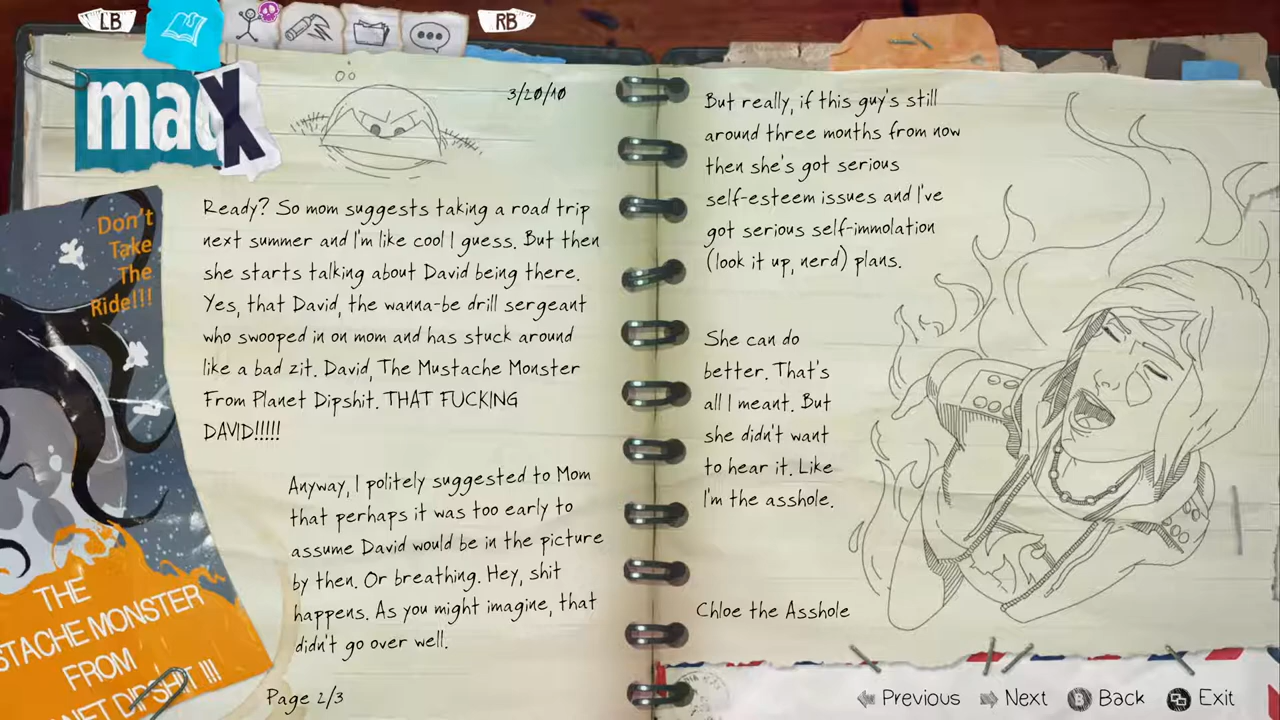 LB
RB
maX
3/20/10
Don't
Take
The
Ride!!!
Ready? So mom suggests taking a road trip
next summer and I'm like cool I guess. But then
she starts talking about David being there.
Yes, that David, the wanna-be drill sergeant
who swooped in on mom and has stuck around
like a bad zit. David, The Mustache Monster
From Planet Dipshit. THAT FUCKING
DAVID!!!!!
Anyway, I politely suggested to Mom
that perhaps it was too early to
assume David would be in the picture
by then. Or breathing. Hey, shit
happens. As you might imagine, that
didn't go over well.
THE
STACHE MONSTER
FROM
NET DIPSHIT !!!
Page 2/3
But really, if this guy's still
around three months from now
then she's got serious
self-esteem issues and I've
got serious self-immolation
(look it up, nerd) plans.
She can do
better. That's
all I meant. But
she didn't want
to hear it. Like
I'm the asshole.
Chloe the Asshole
Previous Next B Back Exit